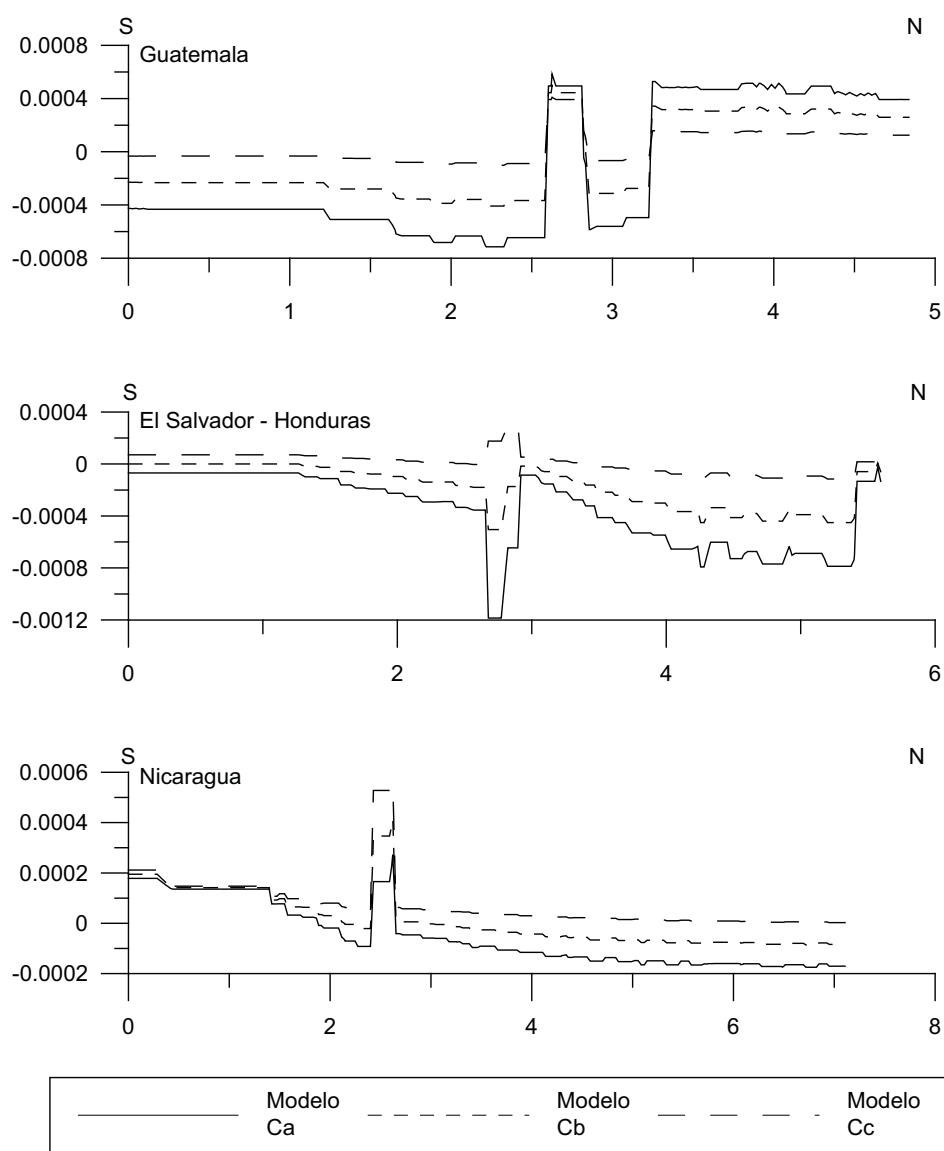 S N
0.0008
Guatemala
0.0004
0
-0.0004
-0.0008
0 1 2 3 4 5
S N
0.0004
El Salvador - Honduras
0
-0.0004
-0.0008
-0.0012
0 2 4 6
S N
0.0006
Nicaragua
0.0004
0.0002
0
-0.0002
0 2 4 6 8
Modelo Modelo Modelo
Ca Cb Cc